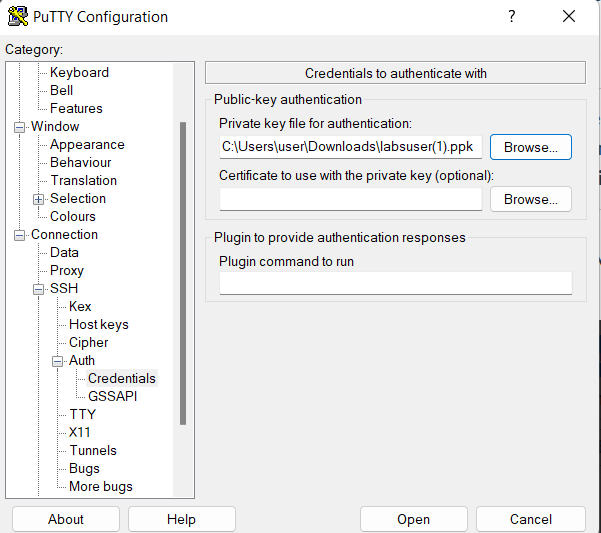 PuTTY Configuration
?
Category:
Keyboard
Bell
Features
Window
Appearance
Behaviour
Translation
Selection
Colours
Connection
Data
Proxy
SSH
Kex
Host keys
Cipher
Auth
Credentials
GSSAPI
TTY
X11
Tunnels
Bugs
More bugs
Credentials to authenticate with
Public-key authentication
Private key file for authentication:
C:\Users\user\Downloads\labsuser(1).ppk Browse...
Certificate to use with the private key (optional):
Browse...
Plugin to provide authentication responses
Plugin command to run
About Help Open Cancel